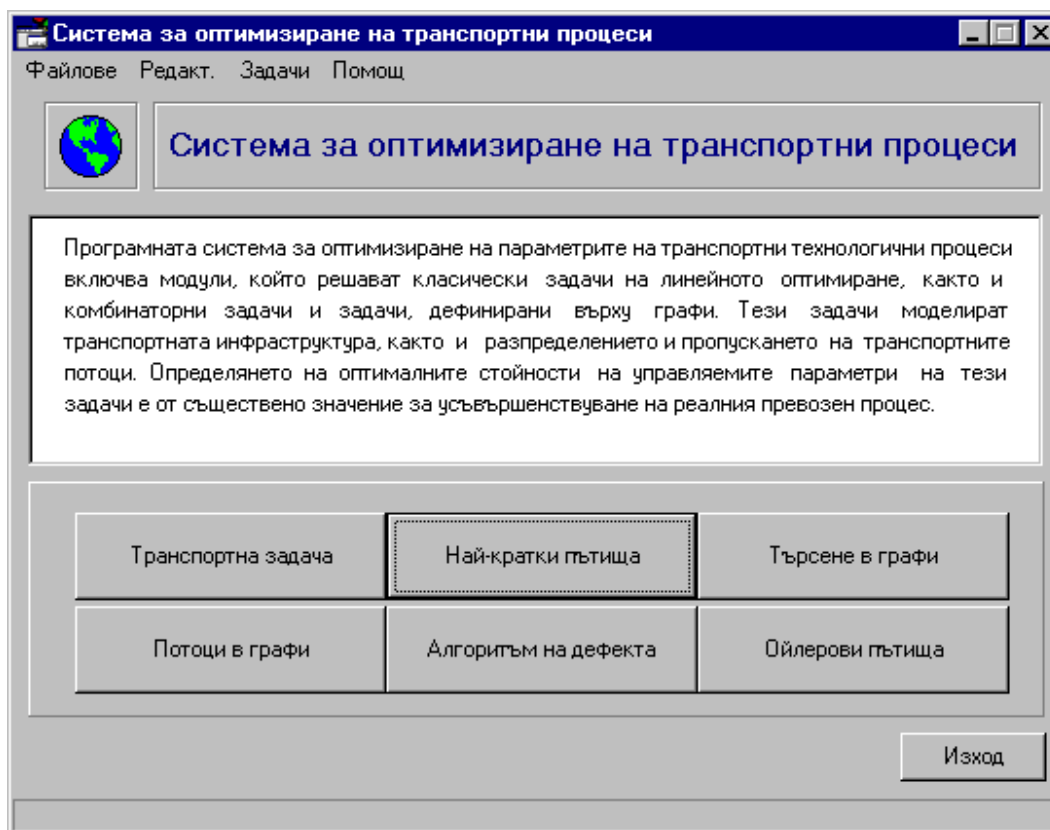 Система за оптимизиране на транспортни процеси
Файлове Редакт. Задачи Помощ
Система за оптимизиране на транспортни процеси
Програмната система за оптимизиране на параметрите на транспортни технологични процеси
включва модули, който решават класически задачи на линейното оптимиране, както и
комбинаторни задачи и задачи, дефинирани върху графи. Тези задачи моделират
транспортната инфраструктура, както и разпределението и пропускането на транспортните
потоци. Определянето на оптималните стойности на управляемите параметри на тези
задачи е от съществено значение за усъвършенствуване на реалния превозен процес.
Транспортна задача Най-кратки пътища Търсене в графи
Потоци в графи Алгоритъм на дефекта Ойлерови пътища
Изход